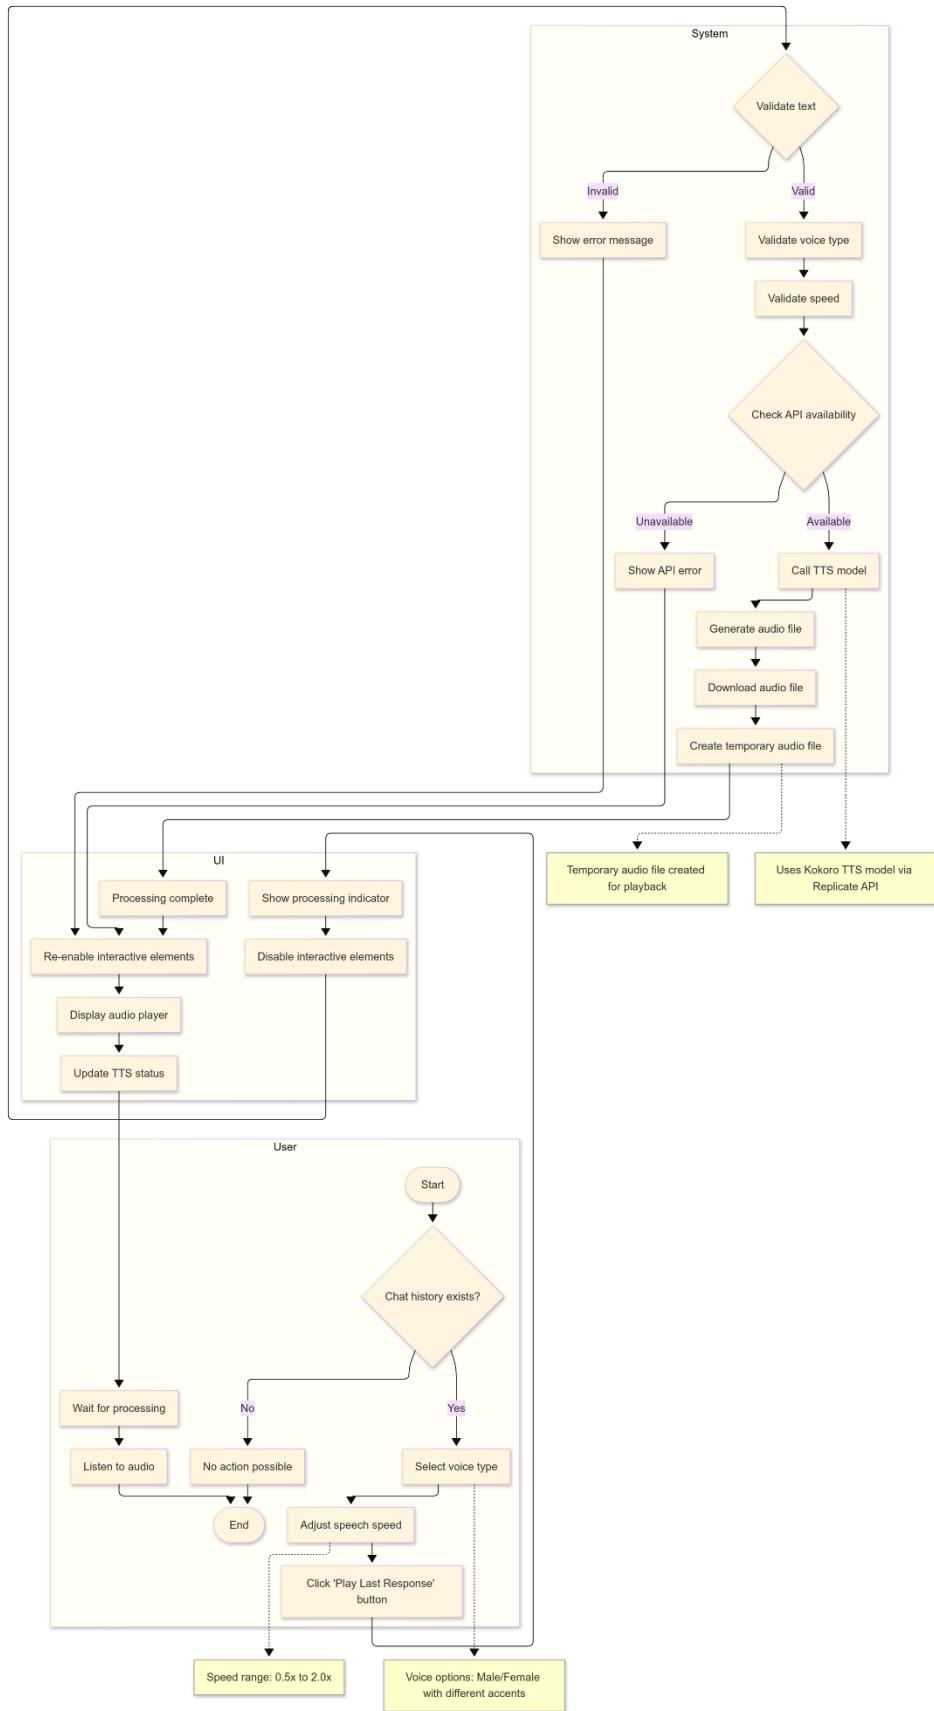 System
Validate text
Invalid
Valid
Show error message
Validate voice type
Validate speed
Check API availability
Unavailable
Available
Show API error
Call TTS model
Generate audio file
Download audio file
Create temporary audio file
UI
Temporary audio file created
for playback
Uses Kokoro TTS model via
Replicate API
Processing complete
Show processing indicator
Re-enable interactive elements
Disable interactive elements
Display audio player
Update TTS status
User
Start
Chat history exists?
Wait for processing
No
Yes
Listen to audio
No action possible
Select voice type
End
Adjust speech speed
Click 'Play Last Response'
button
Speed range: 0.5x to 2.0x
Voice options: Male/Female
with different accents